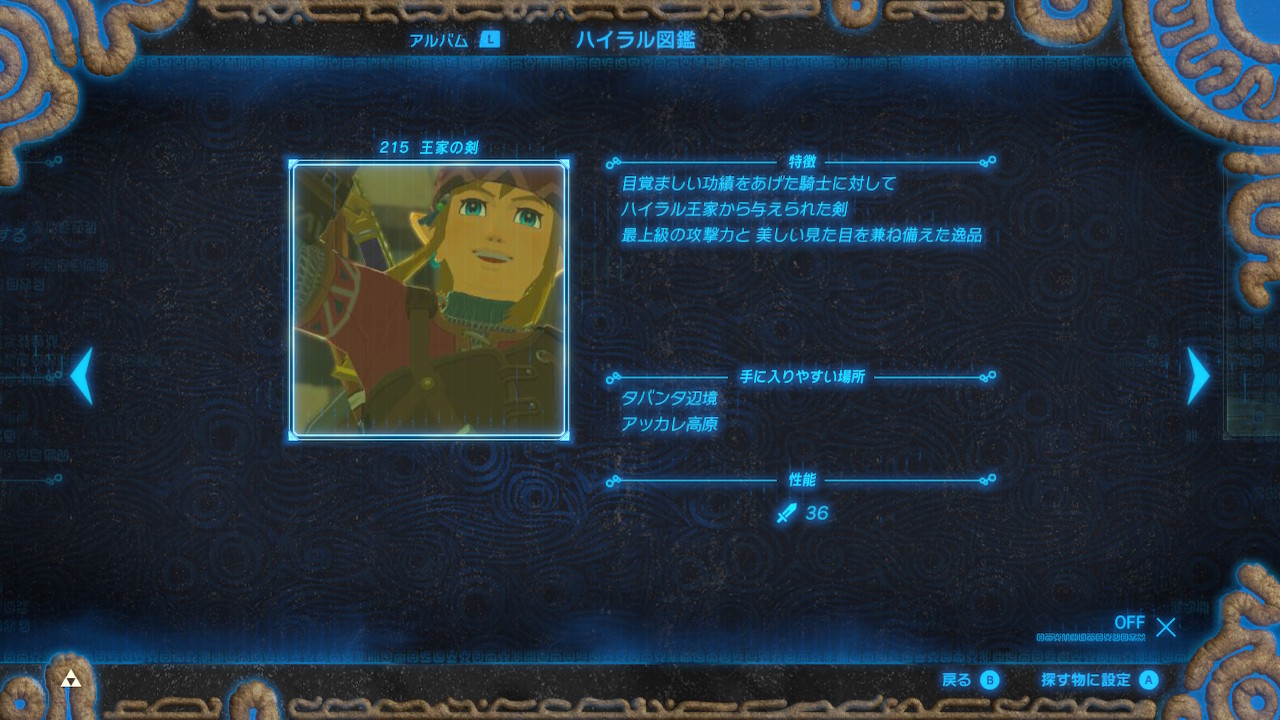 アルバム L
ハイラル図鑑
215 王家の剣
特徴
目覚ましい功績をあげた騎士に対して
ハイラル王家から与えられた剣
最上級の攻撃力と 美しい見た目を兼ね備えた逸品
手に入りやすい場所
タバンタ辺境
アッカレ高原
性能
36
する
OFF
戻る B
探す物に設定 A